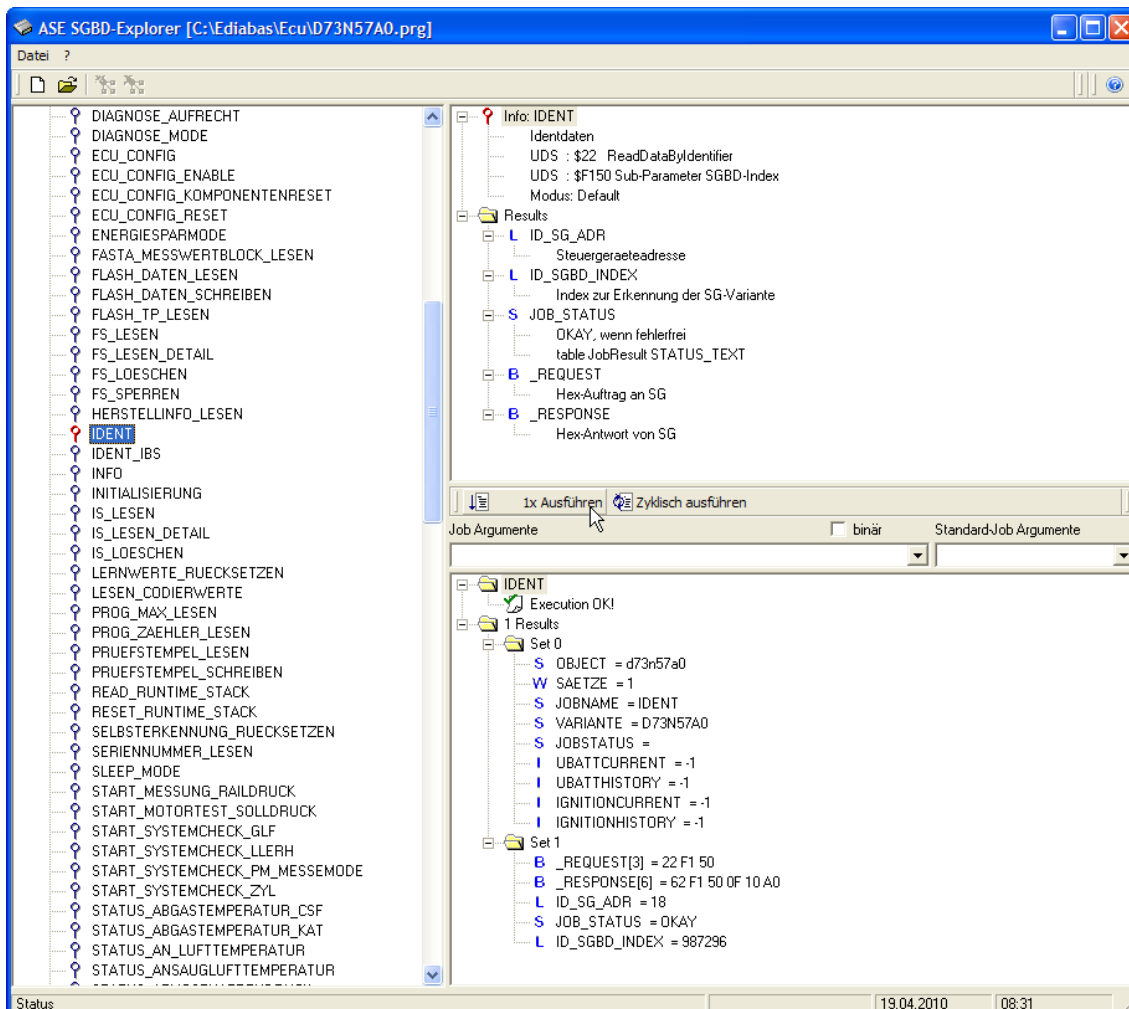 ASE SGBD-Explorer [C:\Ediabas\Ecu\D73N57A0.prg]
Datei ?
DIAGNOSE_AUFRECHT
DIAGNOSE_MODE
ECU_CONFIG
ECU_CONFIG_ENABLE
ECU_CONFIG_KOMPONENTENRESET
ECU_CONFIG_RESET
ENERGIESPARMODE
FASTA_MESSWERTBLOCK_LESEN
FLASH_DATEN_LESEN
FLASH_DATEN_SCHREIBEN
FLASH_TP_LESEN
FS_LESEN
FS_LESEN_DETAIL
FS_LOESCHEN
FS_SPERREN
HERSTELLINFO_LESEN
IDENT
IDENT_IBS
INFO
INITIALISIERUNG
IS_LESEN
IS_LESEN_DETAIL
IS_LOESCHEN
LERNWERTE_RUECKSETZEN
LESEN_CODIERWERTE
PROG_MAX_LESEN
PROG_ZAEHLER_LESEN
PRUEFSTEMPEL_LESEN
PRUEFSTEMPEL_SCHREIBEN
READ_RUNTIME_STACK
RESET_RUNTIME_STACK
SELBSTERKENNUNG_RUECKSETZEN
SERIENNUMMER_LESEN
SLEEP_MODE
START_MESSUNG_RAILDRUCK
START_MOTORTEST_SOLLDRUCK
START_SYSTEMCHECK_GLF
START_SYSTEMCHECK_LLERH
START_SYSTEMCHECK_PM_MESSEMODE
START_SYSTEMCHECK_ZYL
STATUS_ABGASTEMPERATUR_CSF
STATUS_ABGASTEMPERATUR_KAT
STATUS_AN_LUFTTEMPERATUR
STATUS_ANSAUGLUFTTEMPERATUR
Info: IDENT
Identdaten
UDS : $22 ReadDataByIdentifier
UDS : $F150 Sub-Parameter SGBD-Index
Modus: Default
Results
L ID_SG_ADR
Steuergeraeteadresse
L ID_SGBD_INDEX
Index zur Erkennung der SG-Variante
S JOB_STATUS
OKAY, wenn fehlerfrei
table JobResult STATUS_TEXT
B _REQUEST
Hex-Auftrag an SG
B _RESPONSE
Hex-Antwort von SG
1x Ausführen Zyklisch ausführen
Job Argumente binär Standard-Job Argumente
IDENT
Execution OK!
1 Results
Set 0
S OBJECT = d73n57a0
W SAETZE = 1
S JOBNAME = IDENT
S VARIANTE = D73N57A0
S JOBSTATUS =
I UBATTCURRENT = -1
I UBATTHISTORY = -1
I IGNITIONCURRENT = -1
I IGNITIONHISTORY = -1
Set 1
B _REQUEST[3] = 22 F1 50
B _RESPONSE[6] = 62 F1 50 0F 10 A0
L ID_SG_ADR = 18
S JOB_STATUS = OKAY
L ID_SGBD_INDEX = 987296
Status 19.04.2010 08:31